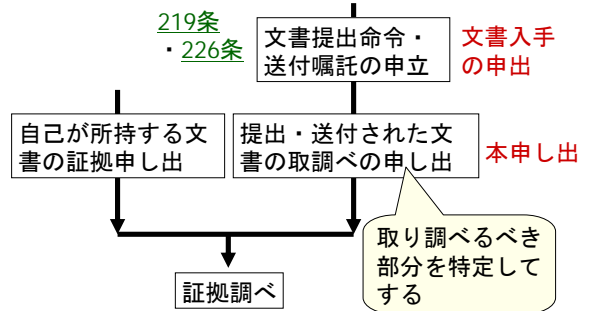 219条
・226条
文書提出命令・
送付嘱託の申立
文書入手
の申出
自己が所持する文
書の証拠申し出
提出・送付された文
書の取調べの申し出
本申し出
取り調べるべき
部分を特定して
する
証拠調べ